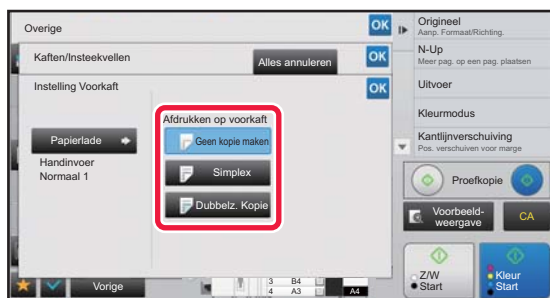 Overige
OK
Kaften/Insteekvellen
Alles annuleren
OK
Instelling Voorkaft
OK
Afdrukken op voorkaft
Papierlade
Handinvoer
Normaal 1
Geen kopie maken
Simplex
Dubbelz. Kopie
Vorige
3 B4
4 A3
A4
Origineel
Aanp. Formaat/Richting.
N-Up
Meer pag. op een pag. plaatsen
Uitvoer
Kleurmodus
Kantlijnverschuiving
Pos. verschuiven voor marge
Proefkopie
Voorbeeld-
weergave
CA
Z/W
Start
Kleur
Start